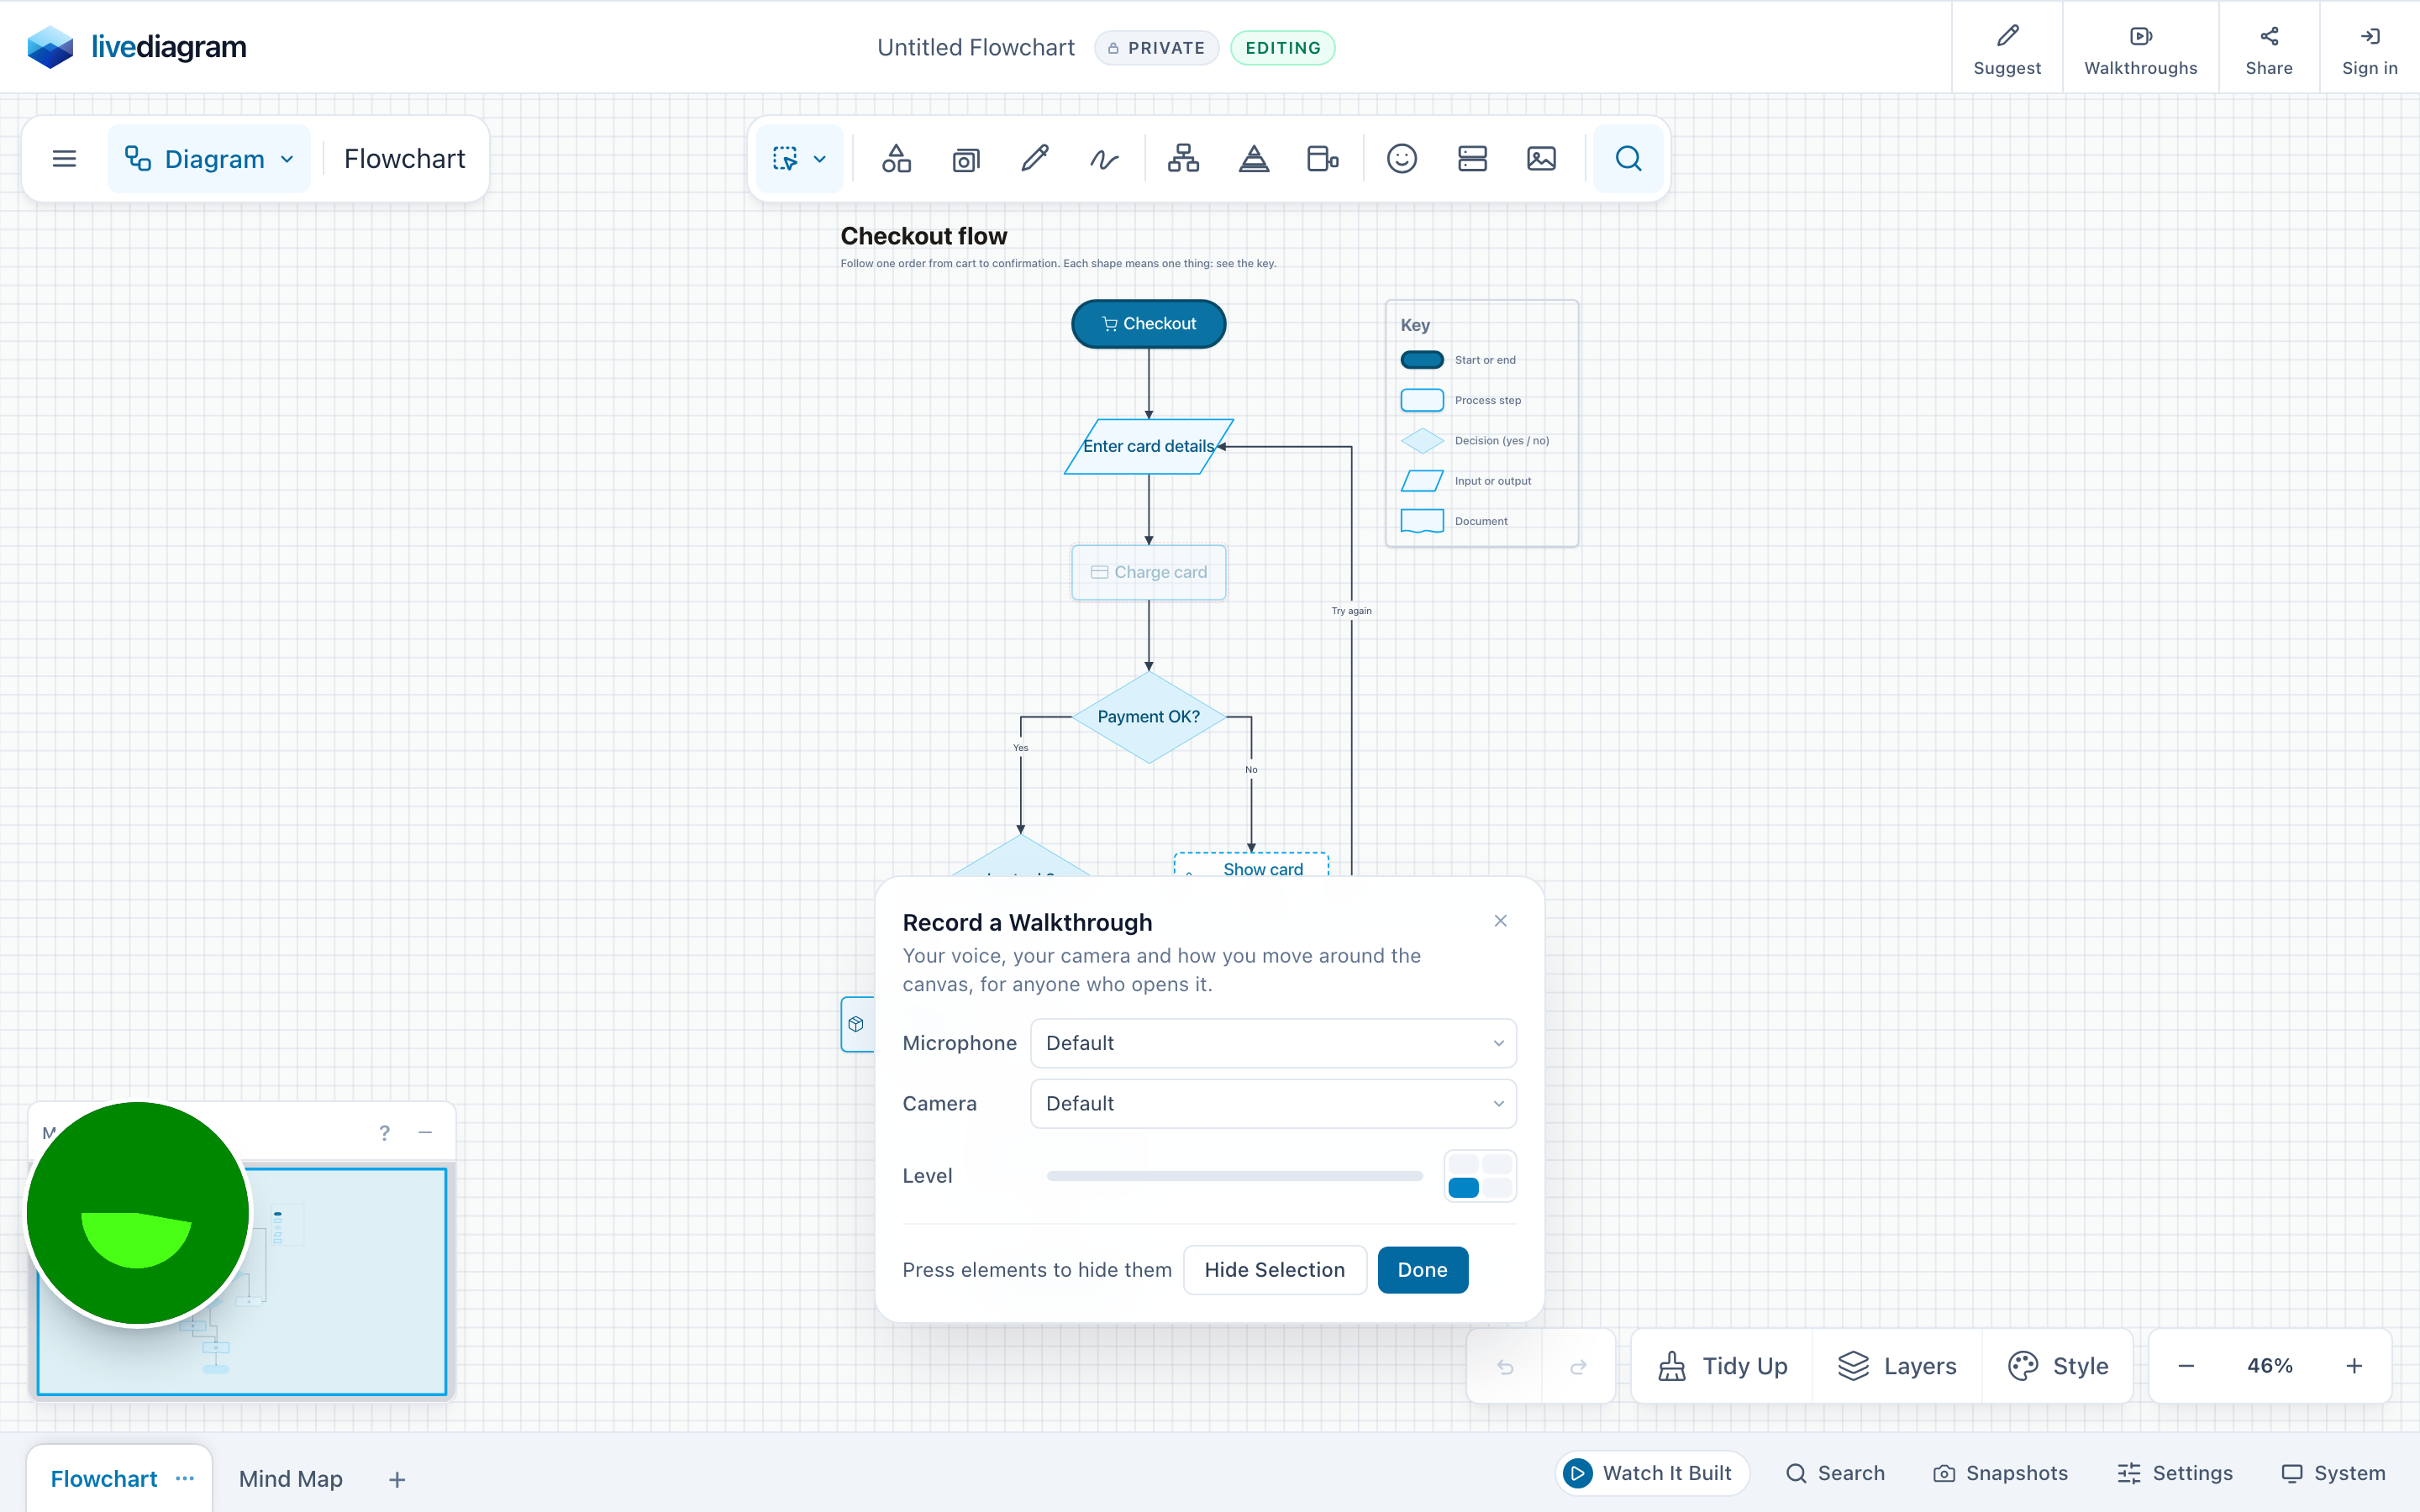 livediagram
Untitled Flowchart
PRIVATE
EDITING
Suggest
Walkthroughs
Share
Sign in
Diagram
Flowchart
Checkout flow
Follow one order from cart to confirmation. Each shape means one thing: see the key.
Checkout
Key
Start or end
Process step
Decision (yes / no)
Input or output
Document
Enter card details
Charge card
Try again
Payment OK?
Yes
No
Show card
Record a Walkthrough
Your voice, your camera and how you move around the
canvas, for anyone who opens it.
Microphone
Default
Camera
Default
Level
Press elements to hide them
Hide Selection
Done
?
Tidy Up
Layers
Style
46%
Flowchart
Mind Map
Watch It Built
Search
Snapshots
Settings
System